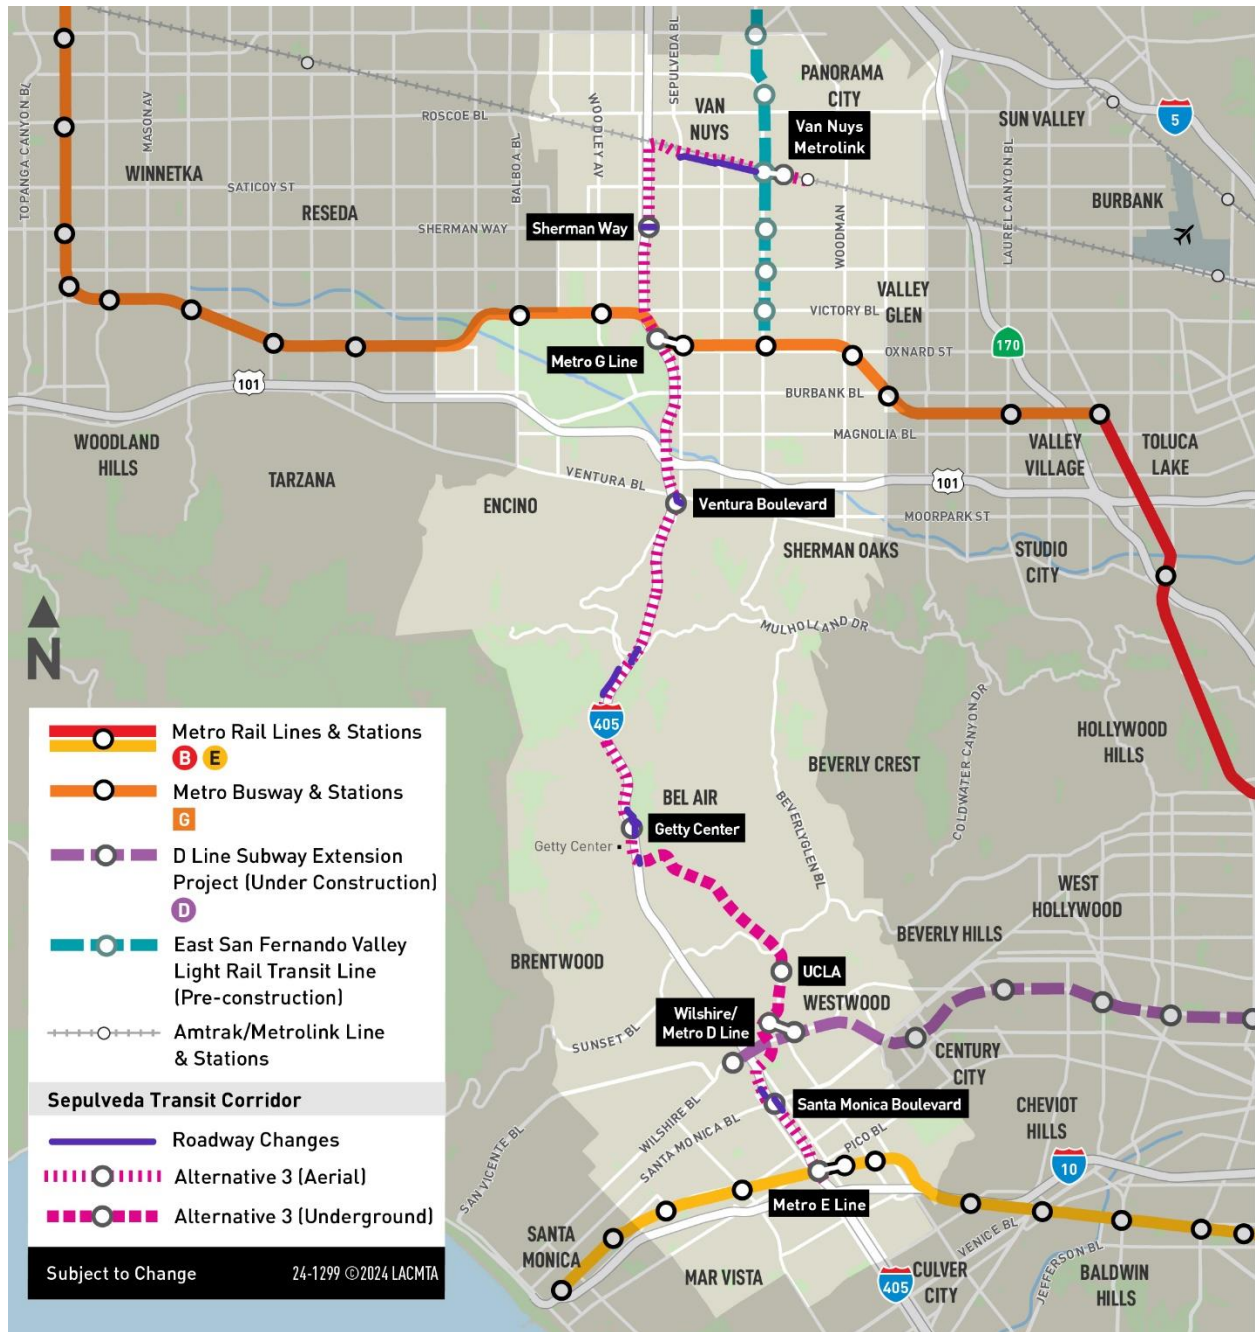 SEPULVEDA BL
PANORAMA
CITY
TOPANGA CANYON BL
MASON AV
WOODLEY AV
VAN
NUYS
ROSCOE BL
Van Nuys
Metrolink
SUN VALLEY
5
BALBOA BL
WINNETKA
SATICOY ST
RESEDA
LAUREL CANYON BL
BURBANK
SHERMAN WAY
Sherman Way
WOODMAN
VALLEY
GLEN
VICTORY BL
170
OXNARD ST
Metro G Line
101
BURBANK BL
MAGNOLIA BL
WOODLAND
HILLS
VALLEY
VILLAGE
TOLUCA
LAKE
TARZANA
VENTURA BL
101
ENCINO
Ventura Boulevard
MOORPARK ST
SHERMAN OAKS
STUDIO
CITY
MULHOLLAND DR
N
COLDWATER CANYON DR
405
HOLLYWOOD
HILLS
BEVERLY CREST
BEL AIR
BEVERLYGLEN BL
Getty Center
Getty Center
WEST
HOLLYWOOD
BEVERLY HILLS
BRENTWOOD
UCLA
WESTWOOD
Wilshire/
Metro D Line
SUNSET BL
CENTURY
CITY
WILSHIRE BL
SANTA MONICA BL
Santa Monica Boulevard
CHEVIOT
HILLS
PICO BL
SAN VICENTE BL
10
Metro E Line
SANTA
MONICA
VENICE BL
JEFFERSON BL
MAR VISTA
405
CULVER
CITY
BALDWIN
HILLS
Metro Rail Lines & Stations
B E
Metro Busway & Stations
G
D Line Subway Extension
Project (Under Construction)
D
East San Fernando Valley
Light Rail Transit Line
(Pre-construction)
Amtrak/Metrolink Line
& Stations
Sepulveda Transit Corridor
Roadway Changes
Alternative 3 (Aerial)
Alternative 3 (Underground)
Subject to Change
24-1299 ©2024 LACMTA